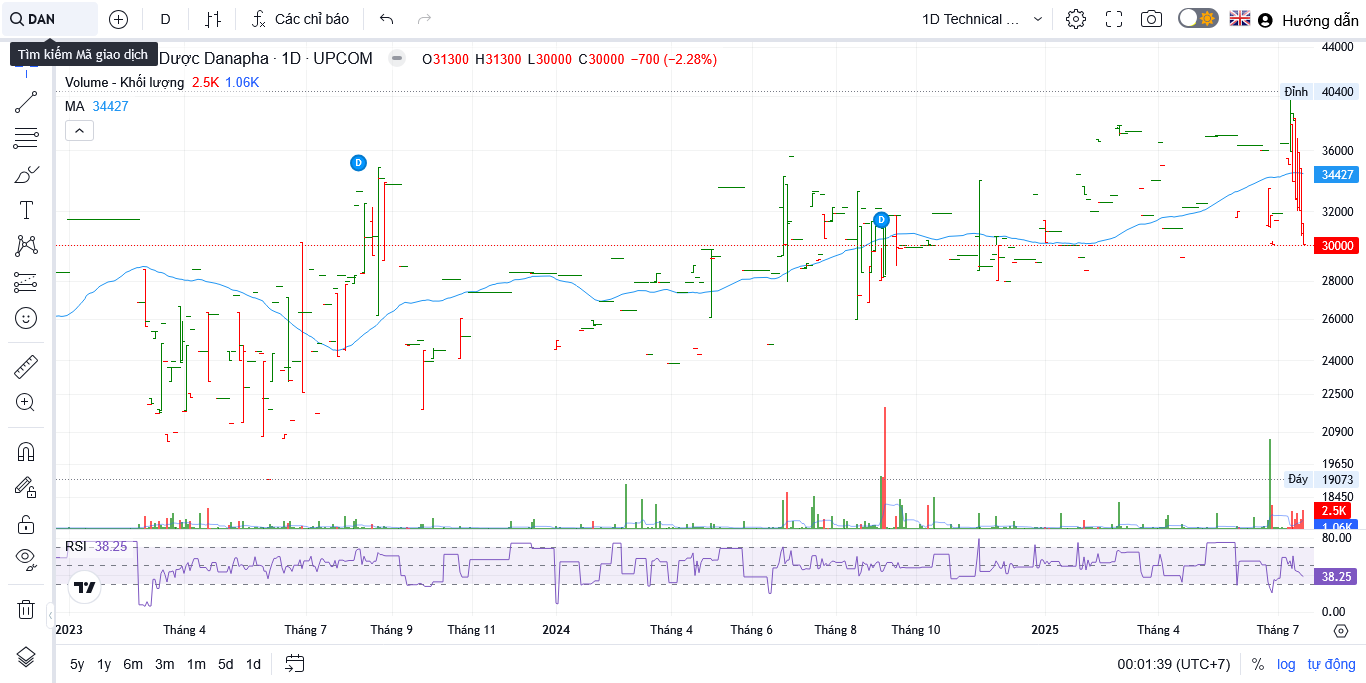 DAN
D
Các chỉ báo
1D Technical ...
Hướng dẫn
Tìm kiếm Mã giao dịch
Dược Danapha · 1D · UPCOM
O31300 H31300 L30000 C30000 −700 (−2.28%)
Volume - Khối lượng 2.5K 1.06K
MA 34427
44000
Đỉnh 40400
36000
34427
32000
30000
28000
26000
24000
22500
20900
19650
Đáy 19073
18450
2.5K
1.06K
D
D
RSI 38.25
80.00
38.25
0.00
2023 Tháng 4 Tháng 7 Tháng 9 Tháng 11 2024 Tháng 4 Tháng 6 Tháng 8 Tháng 10 2025 Tháng 4 Tháng 7
5y 1y 6m 3m 1m 5d 1d
00:01:39 (UTC+7) % log tự động